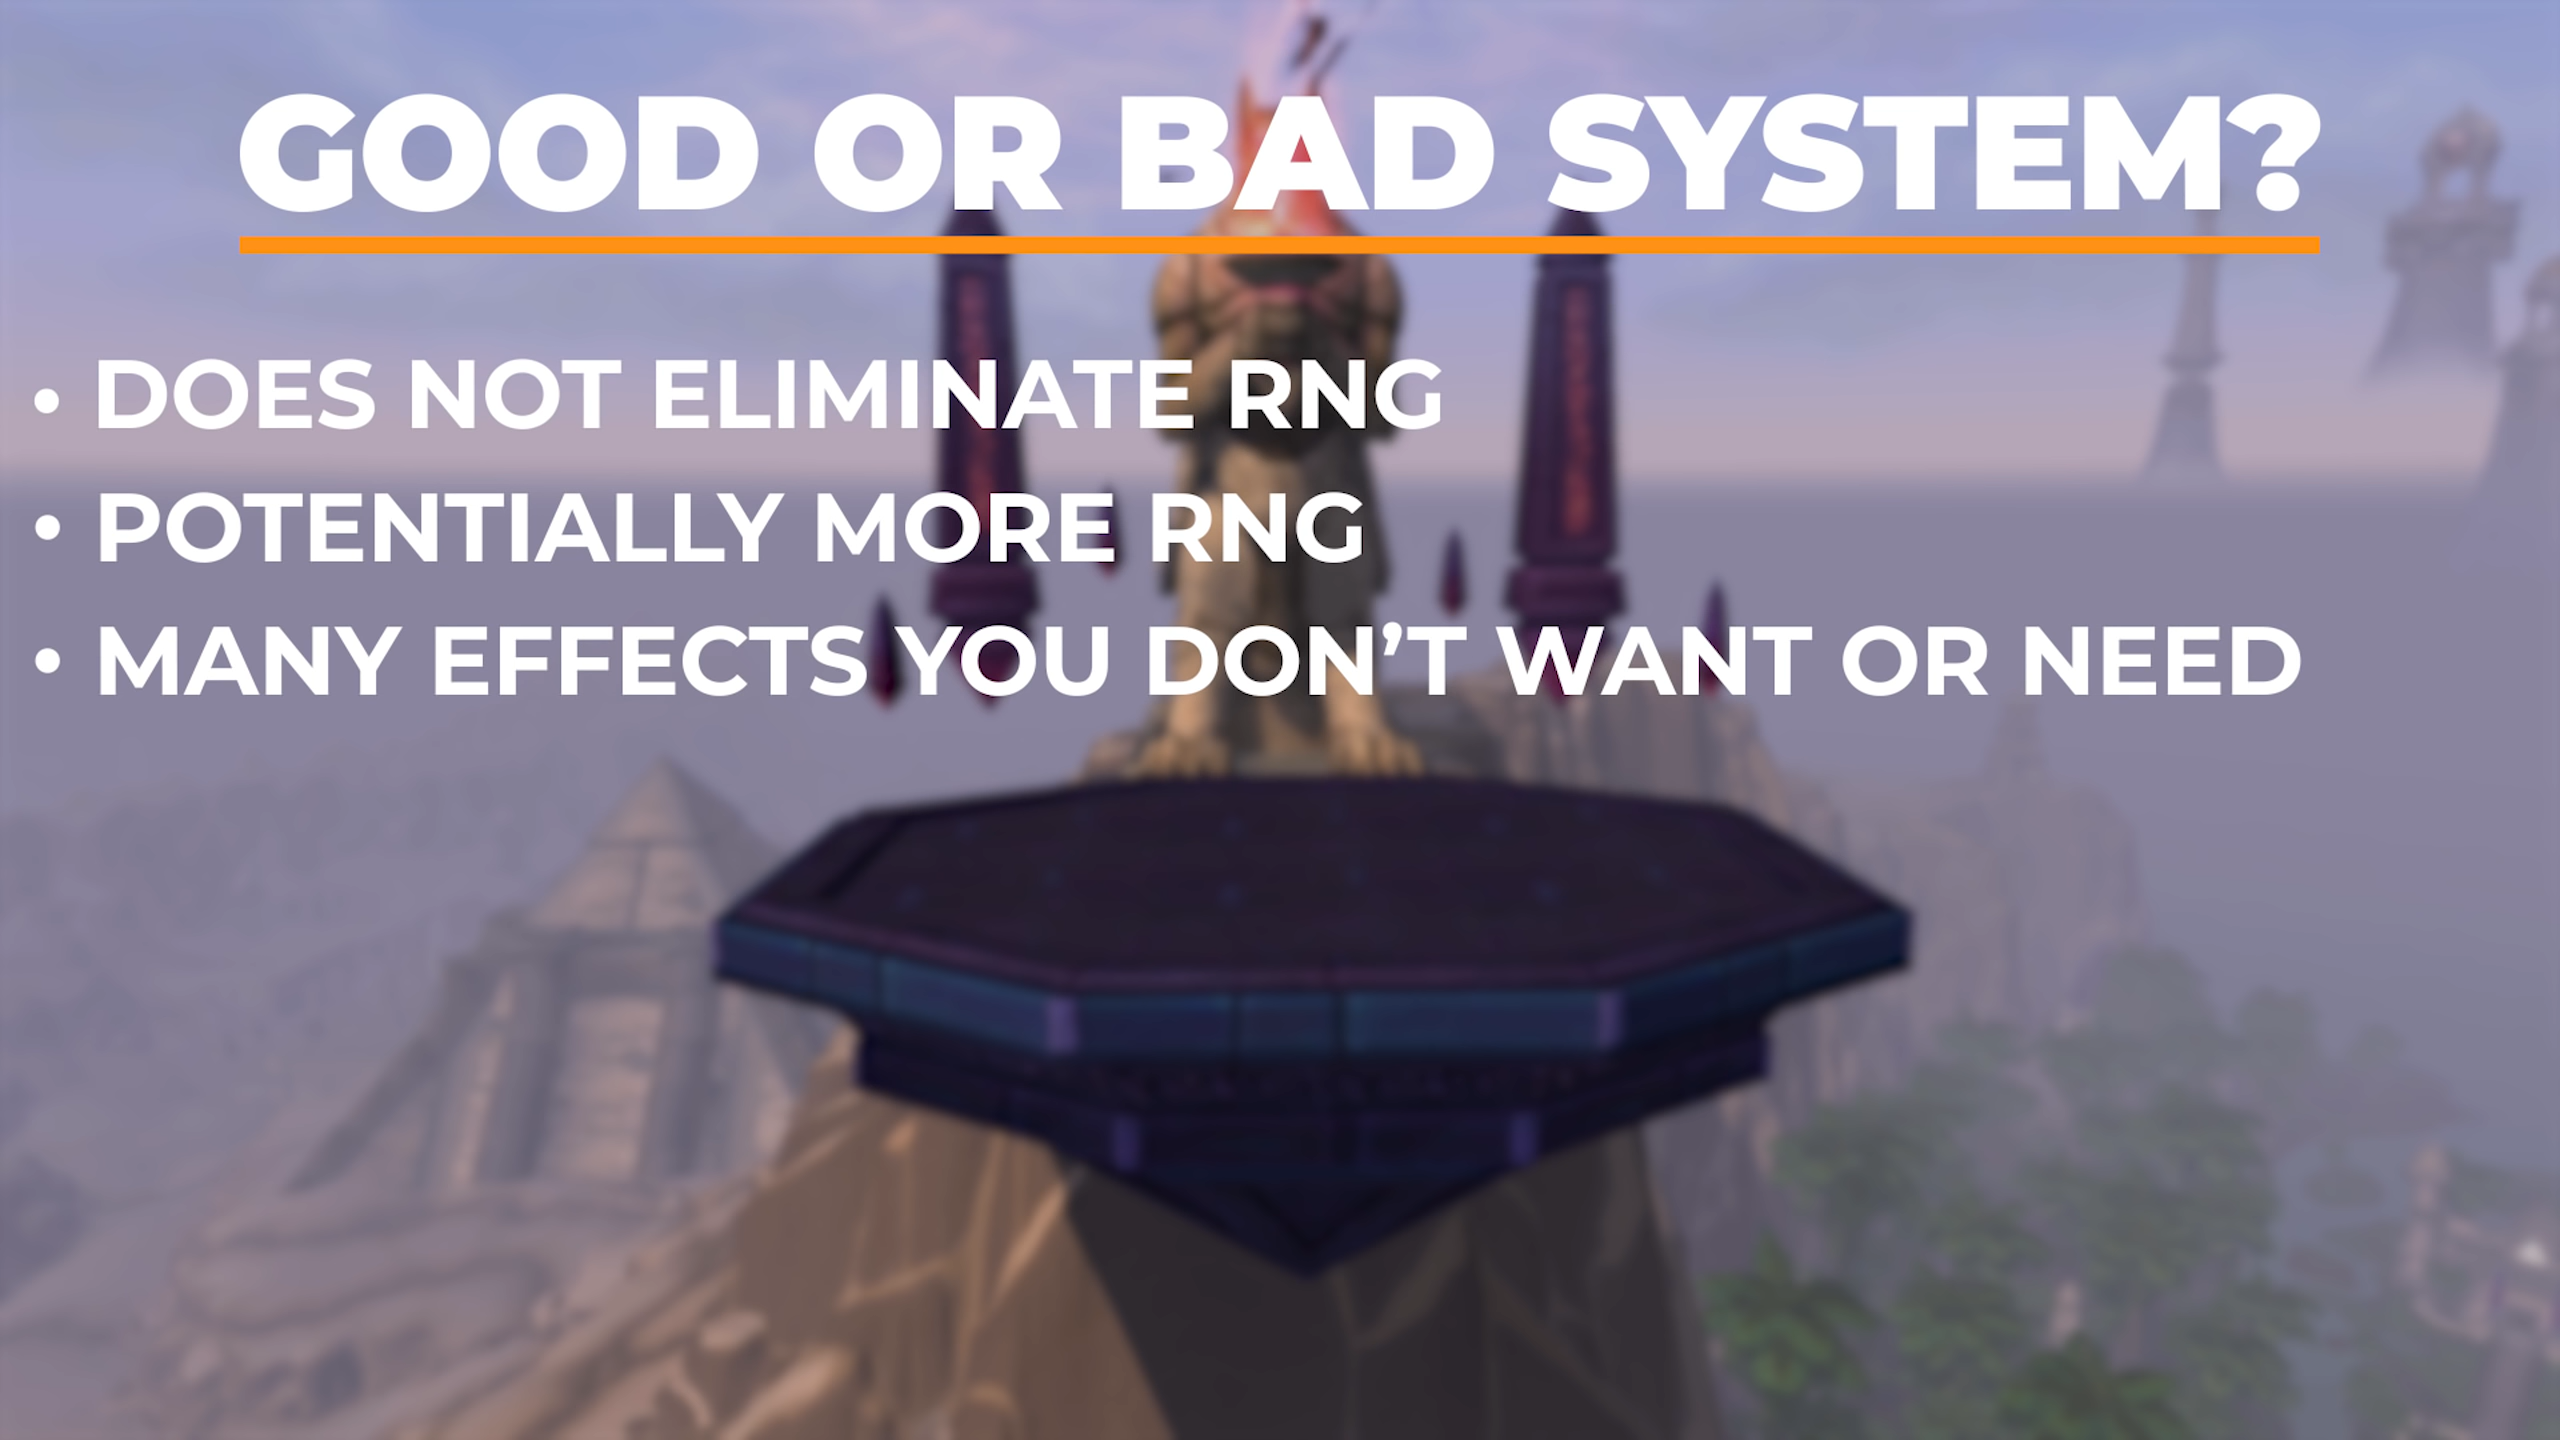 GOOD OR BAD SYSTEM?
• DOES NOT ELIMINATE RNG
• POTENTIALLY MORE RNG
• MANY EFFECTS YOU DON’T WANT OR NEED